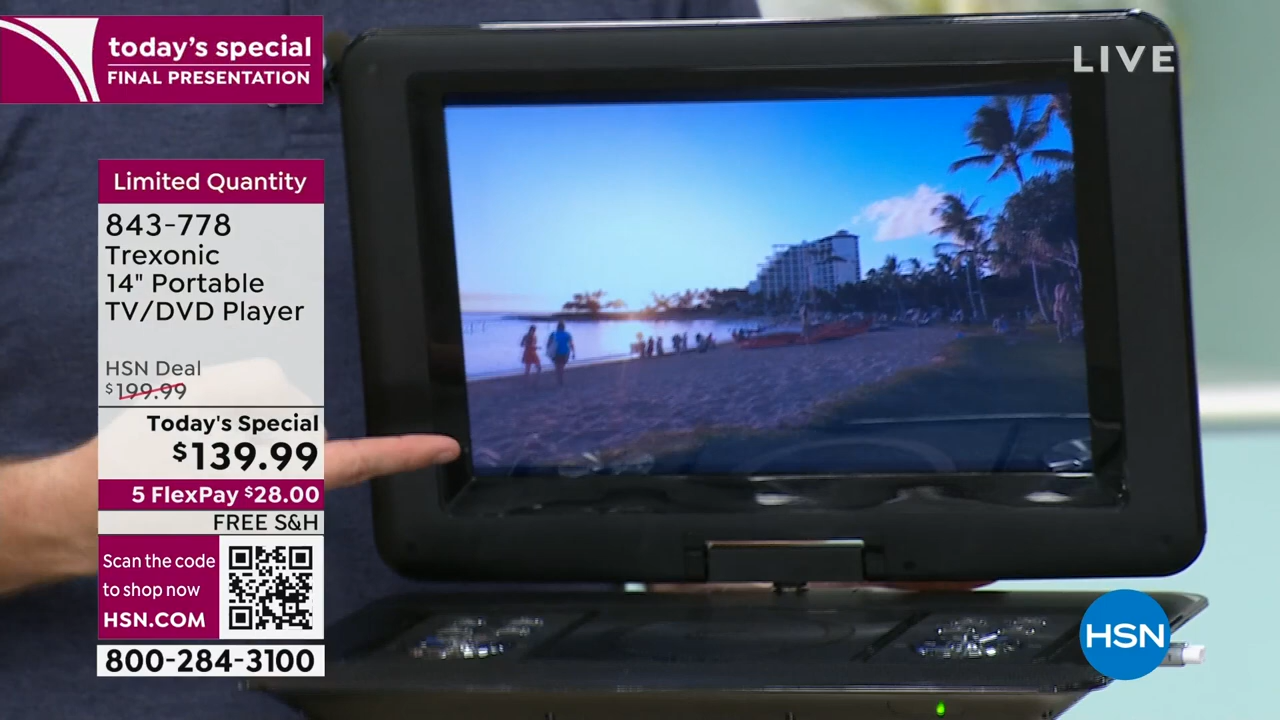 today's special
FINAL PRESENTATION
LIVE
Limited Quantity
843-778
Trexonic
14" Portable
TV/DVD Player
HSN Deal
$199.99
Today's Special
$139.99
5 FlexPay $28.00
FREE S&H
Scan the code
to shop now
HSN.COM
800-284-3100
HSN